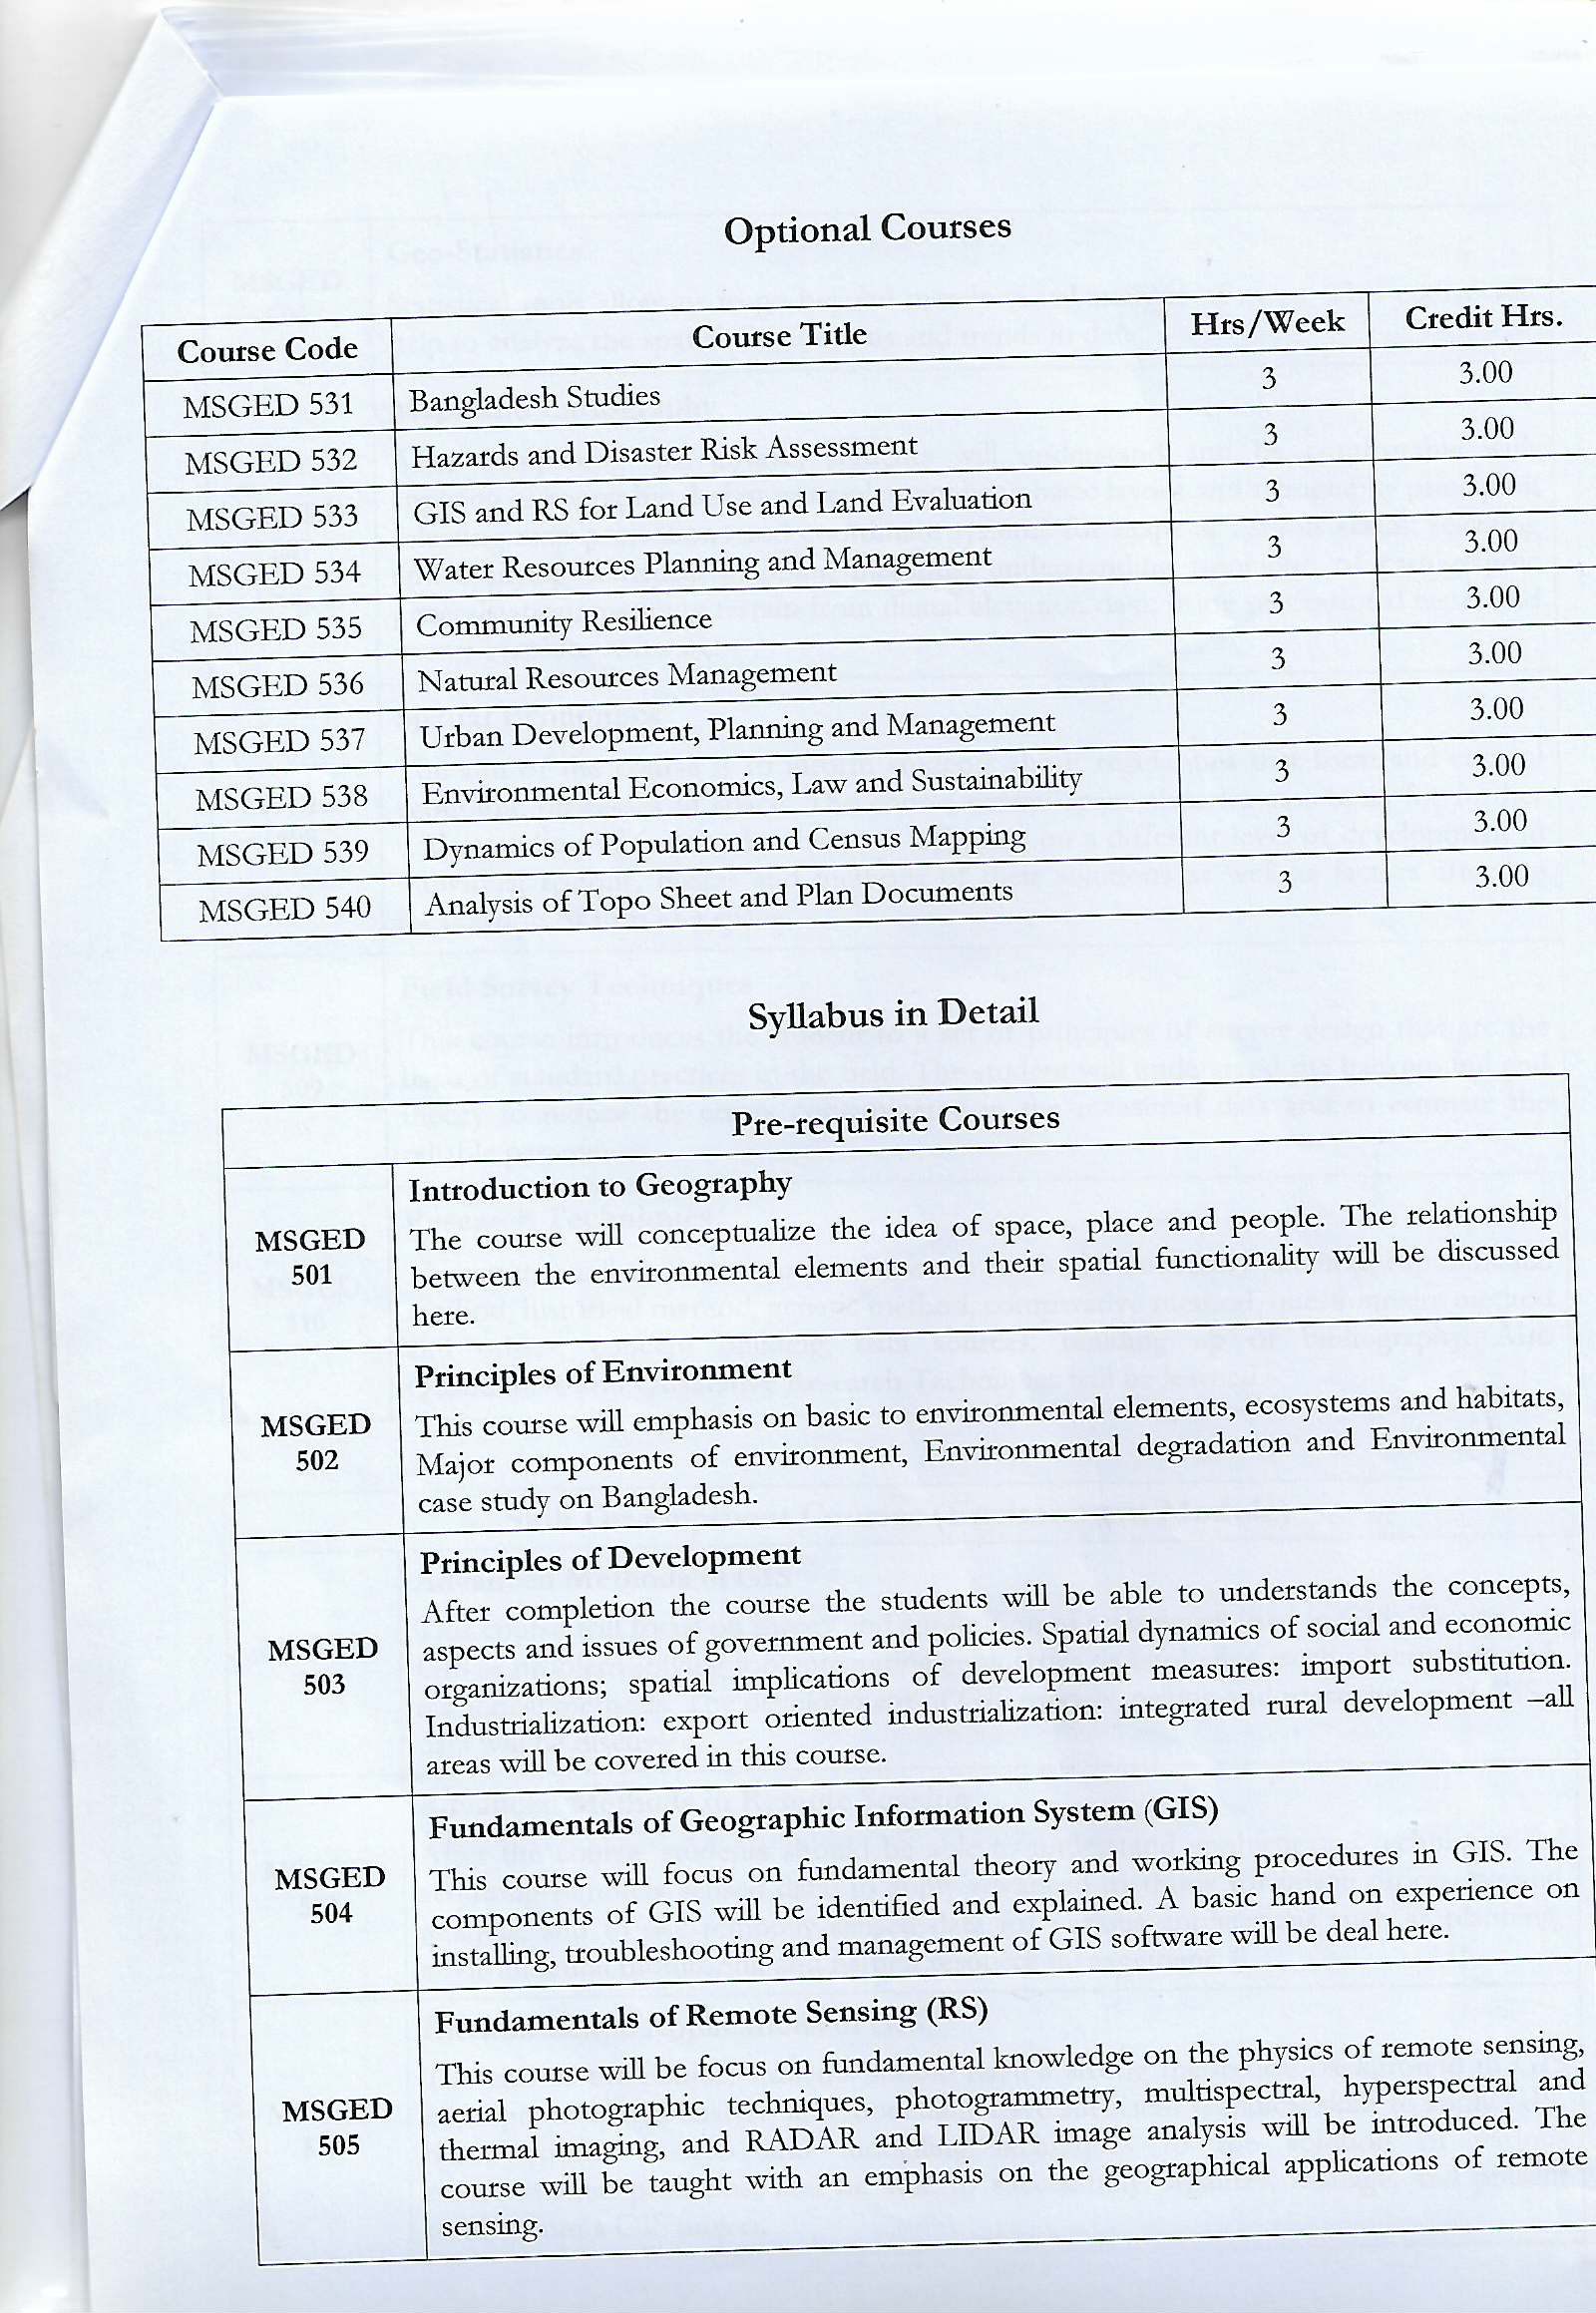 Optional Courses
Course Code Course Title Hrs/Week Credit Hrs.
MSGED 531 Bangladesh Studies 3 3.00
MSGED 532 Hazards and Disaster Risk Assessment 3 3.00
MSGED 533 GIS and RS for Land Use and Land Evaluation 3 3.00
MSGED 534 Water Resources Planning and Management 3 3.00
MSGED 535 Community Resilience 3 3.00
MSGED 536 Natural Resources Management 3 3.00
MSGED 537 Urban Development, Planning and Management 3 3.00
MSGED 538 Environmental Economics, Law and Sustainability 3 3.00
MSGED 539 Dynamics of Population and Census Mapping 3 3.00
MSGED 540 Analysis of Topo Sheet and Plan Documents 3 3.00
Syllabus in Detail
Pre-requisite Courses
MSGED
501
Introduction to Geography
The course will conceptualize the idea of space, place and people. The relationship
between the environmental elements and their spatial functionality will be discussed
here.
MSGED
502
Principles of Environment
This course will emphasis on basic to environmental elements, ecosystems and habitats,
Major components of environment, Environmental degradation and Environmental
case study on Bangladesh.
MSGED
503
Principles of Development
After completion the course the students will be able to understands the concepts,
aspects and issues of government and policies. Spatial dynamics of social and economic
organizations; spatial implications of development measures: import substitution.
Industrialization: export oriented industrialization: integrated rural development –all
areas will be covered in this course.
MSGED
504
Fundamentals of Geographic Information System (GIS)
This course will focus on fundamental theory and working procedures in GIS. The
components of GIS will be identified and explained. A basic hand on experience on
installing, troubleshooting and management of GIS software will be deal here.
MSGED
505
Fundamentals of Remote Sensing (RS)
This course will be focus on fundamental knowledge on the physics of remote sensing,
aerial photographic techniques, photogrammetry, multispectral, hyperspectral and
thermal imaging, and RADAR and LIDAR image analysis will be introduced. The
course will be taught with an emphasis on the geographical applications of remote
sensing.